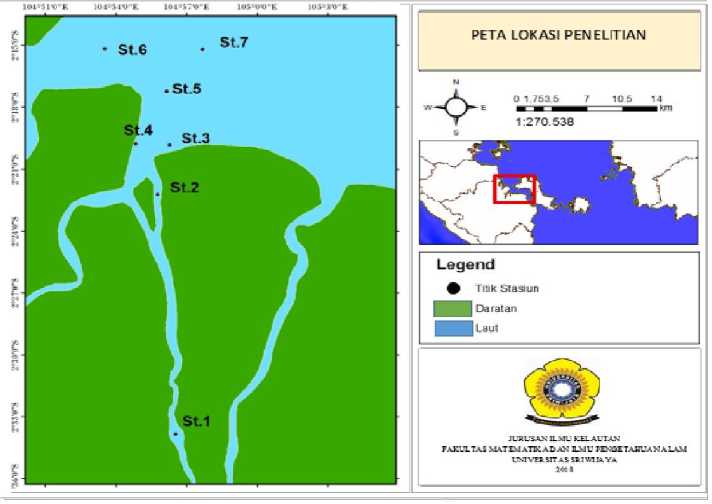 104°51'0"E 104°54'0"E 104°57'0"E 105°0'0"E 105°3'0"E
St.6
St.7
St.5
St.4
St.3
St.2
St.1
PETA LOKASI PENELITIAN
N
W E
S
0 1,753.5 7 10.5 14
km
1:270.538
Legend
Titik Stasiun
Daratan
Laut
JURUSAN ILMU KELAUTAN
FAKULTAS MATEMATIKA DAN ILMU PENGETAHUAN ALAM
UNIVERSITAS SRIWIJAYA